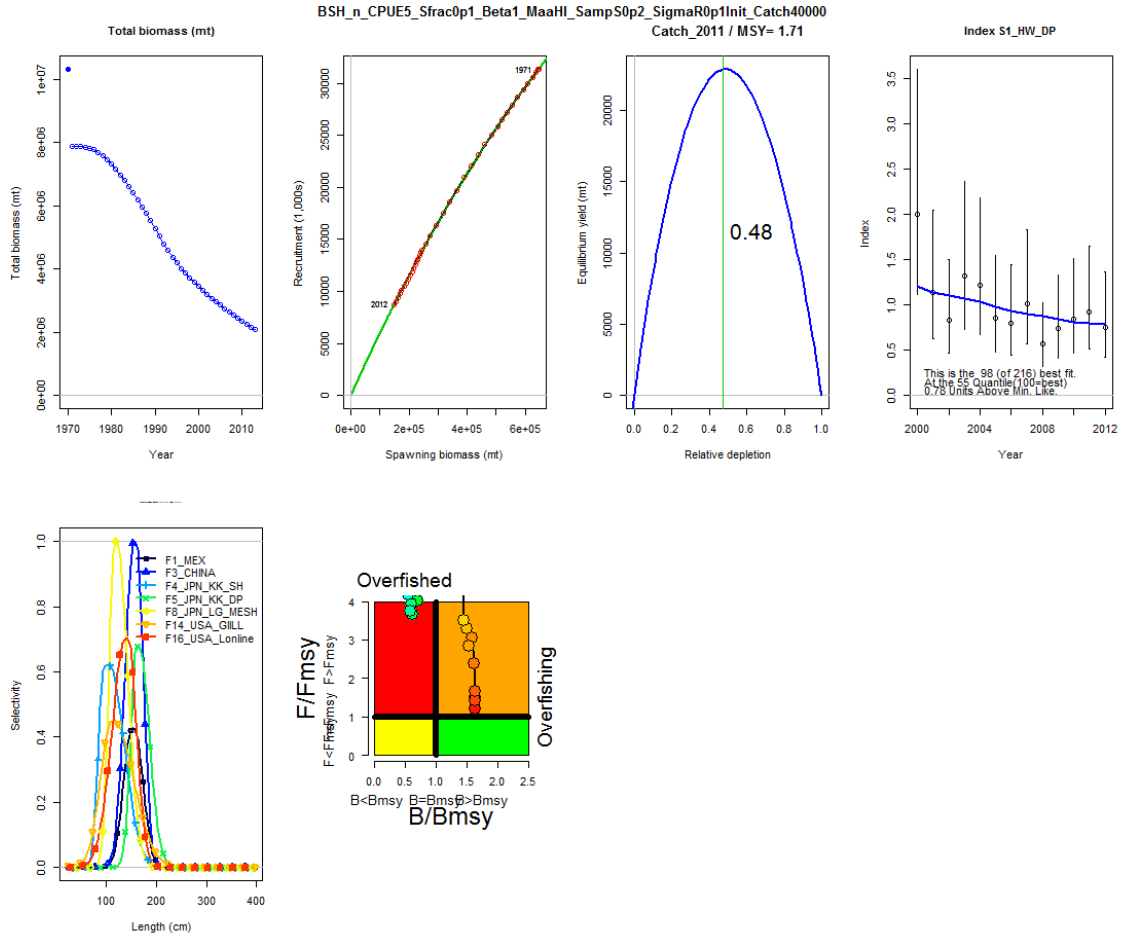 BSH_n_CPUE5_Sfrac0p1_Beta1_MaaHI_SampS0p2_SigmaR0p1Init_Catch40000
Total biomass (mt)
Catch_2011 / MSY= 1.71
Index S1_HW_DP
Total biomass (mt)
0e+00 2e+06 4e+06 6e+06 8e+06 1e+07
1970 1980 1990 2000 2010
Year
Recruitment (1,000s)
0 5000 10000 15000 20000 25000 30000
1971
2012
0e+00 2e+05 4e+05 6e+05
Spawning biomass (mt)
Equilibrium yield (mt)
0 5000 10000 15000 20000
0.48
0.0 0.2 0.4 0.6 0.8 1.0
Relative depletion
Index
0.0 0.5 1.0 1.5 2.0 2.5 3.0 3.5
This is the 98 (of 216) best fit.
At the 55 Quantile(100=best)
0.78 Units Above Min. Like.
2000 2004 2008 2012
Year
Selectivity
0.0 0.2 0.4 0.6 0.8 1.0
F1_MEX
F3_CHINA
F4_JPN_KK_SH
F5_JPN_KK_DP
F8_JPN_LG_MESH
F14_USA_GIILL
F16_USA_Lonline
100 200 300 400
Length (cm)
Overfished
F/Fmsy
F>Fmsy
0 1 2 3 4
Overfishing
0.0 0.5 1.0 1.5 2.0 2.5
B<Bmsy B=Bmsy B>Bmsy
B/Bmsy